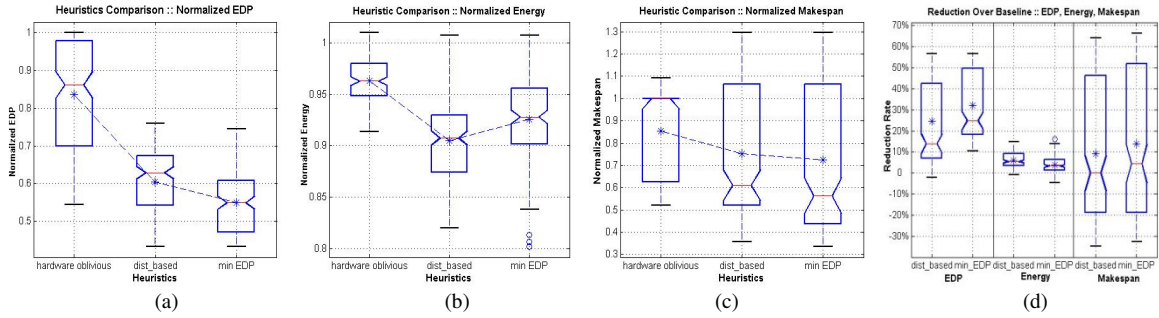 Heuristics Comparison :: Normalized EDP
Normalized EDP
1
0.9
0.8
0.7
0.6
0.5
hardware oblivious
dist_based
min EDP
Heuristics
(a)
Heuristic Comparison :: Normalized Energy
Normalized Energy
1
0.95
0.9
0.85
0.8
hardware oblivious
dist_based
min EDP
Heuristics
(b)
Heuristic Comparison :: Normalized Makespan
Normalized Makespan
1.3
1.2
1.1
1
0.9
0.8
0.7
0.6
0.5
0.4
0.3
hardware oblivious
dist_based
min EDP
Heuristics
(c)
Reduction Over Baseline :: EDP, Energy, Makespan
Reduction Rate
70%
60%
50%
40%
30%
20%
10%
0
-10%
-20%
-30%
dist_based min_EDP dist_based min_EDP dist_based min_EDP
EDP
Energy
Makespan
(d)